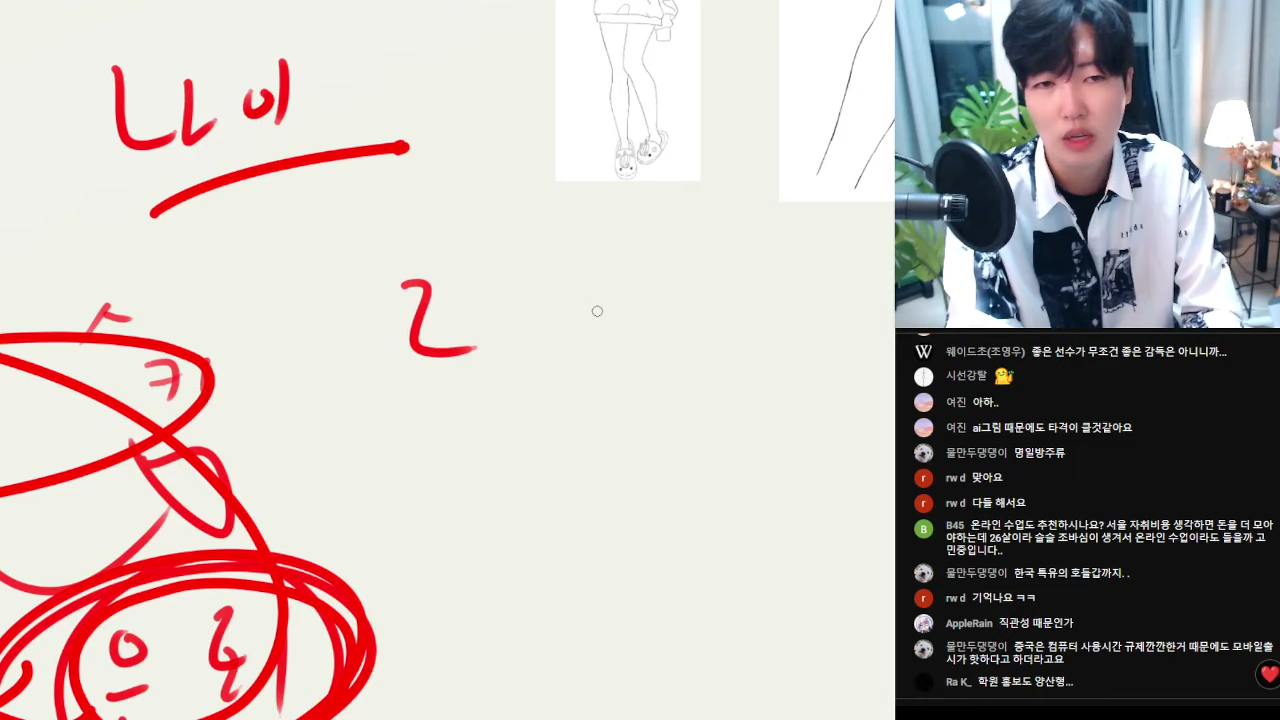 나이
2
W 웨이드초(조영우) 좋은 선수가 무조건 좋은 감독은 아니니까...
시선강탈
여진 아하..
여진 ai그림 때문에도 타격이 클것같아요
물만두댕댕이 명일방주류
r rw d 맞아요
r rw d 다들 해서요
B B45 온라인 수업도 추천하시나요? 서울 자취비용 생각하면 돈을 더 모아
야하는데 26살이라 슬슬 조바심이 생겨서 온라인 수업이라도 들을까 고
민중입니다..
물만두댕댕이 한국 특유의 호들갑까지. .
r rw d 기억나요 ㅋㅋ
AppleRain 직관성 때문인가
물만두댕댕이 중국은 컴퓨터 사용시간 규제깐깐한거 때문에도 모바일출
시가 핫하다고 하더라고요
Ra K_ 학원 홍보도 양산형...